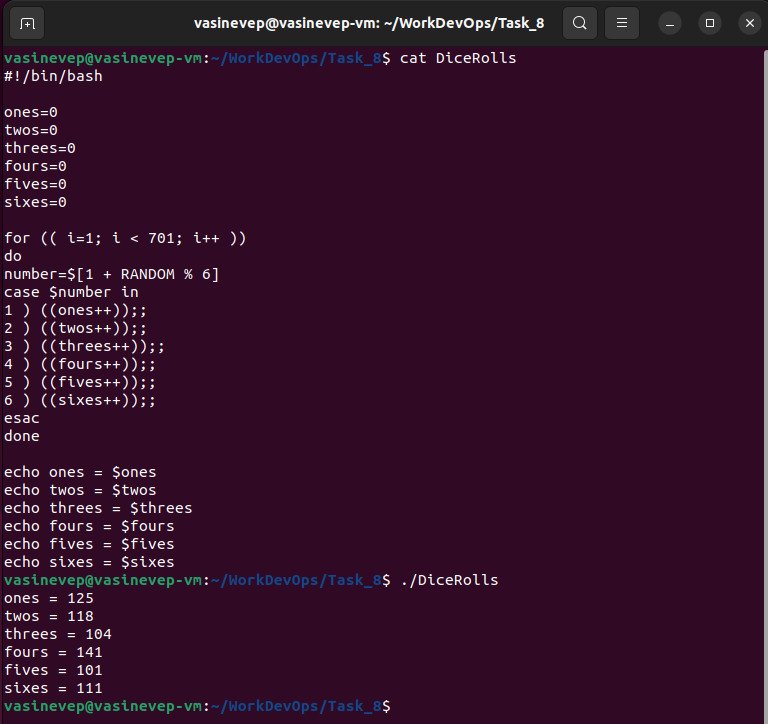 vasinevep@vasinevep-vm: ~/WorkDevOps/Task_8
vasinevep@vasinevep-vm:~/WorkDevOps/Task_8$ cat DiceRolls
#!/bin/bash

ones=0
twos=0
threes=0
fours=0
fives=0
sixes=0

for (( i=1; i < 701; i++ ))
do
number=$[1 + RANDOM % 6]
case $number in
1 ) ((ones++));;
2 ) ((twos++));;
3 ) ((threes++));;
4 ) ((fours++));;
5 ) ((fives++));;
6 ) ((sixes++));;
esac
done

echo ones = $ones
echo twos = $twos
echo threes = $threes
echo fours = $fours
echo fives = $fives
echo sixes = $sixes
vasinevep@vasinevep-vm:~/WorkDevOps/Task_8$ ./DiceRolls
ones = 125
twos = 118
threes = 104
fours = 141
fives = 101
sixes = 111
vasinevep@vasinevep-vm:~/WorkDevOps/Task_8$